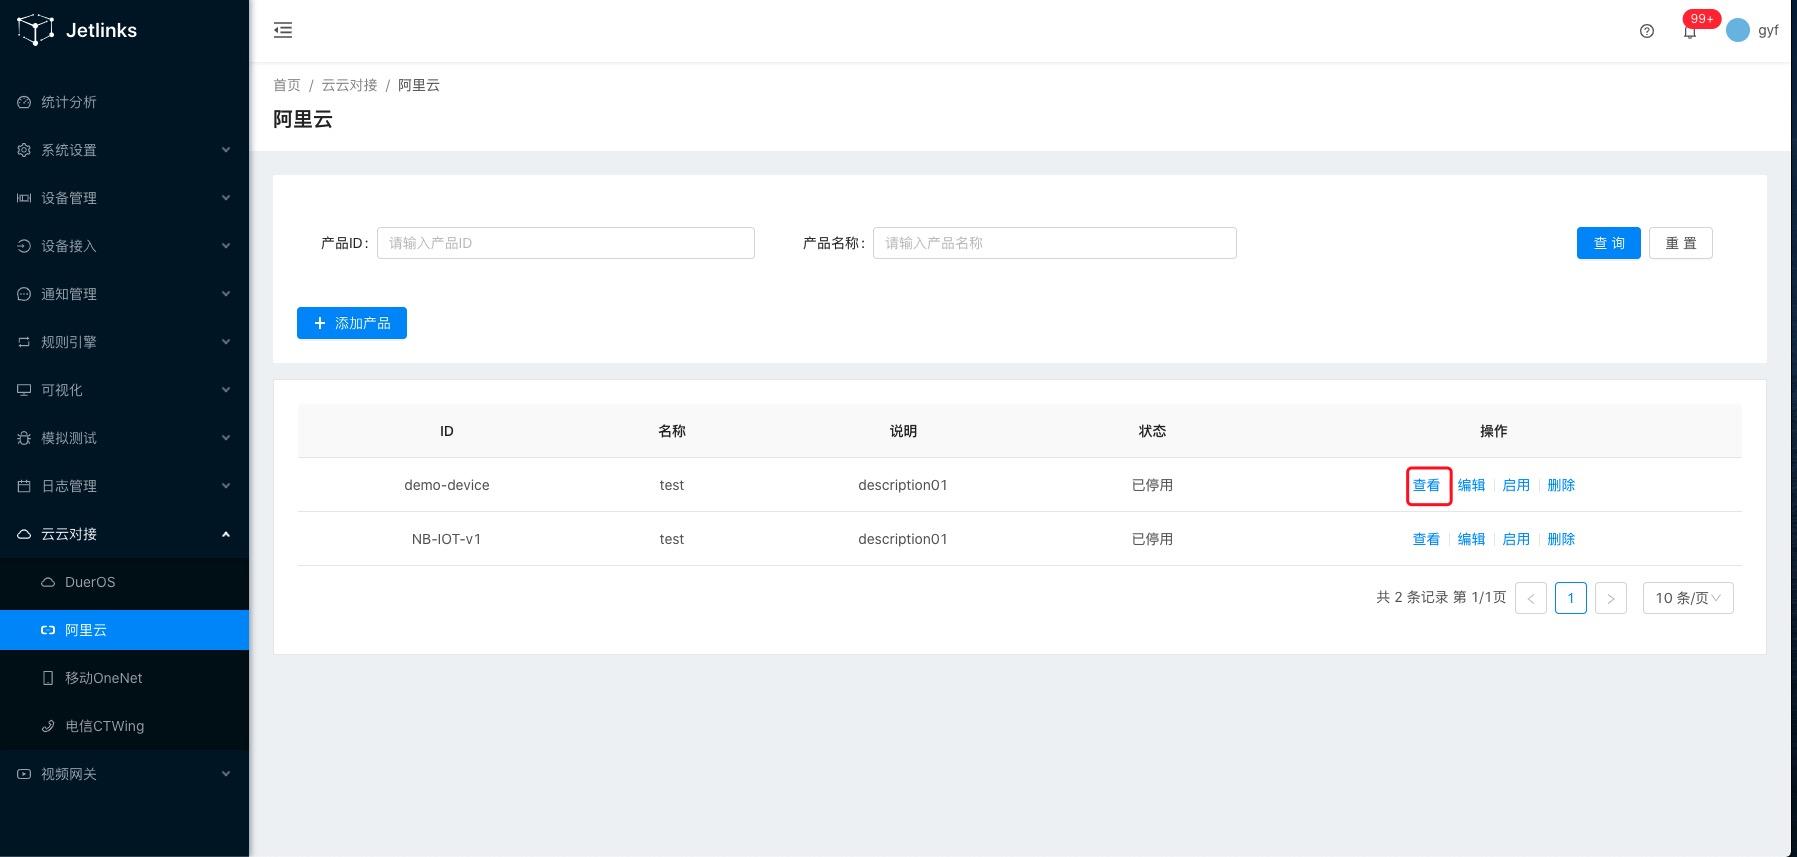 Jetlinks
99+
gyf
统计分析
系统设置
设备管理
设备接入
通知管理
规则引擎
可视化
模拟测试
日志管理
云云对接
DuerOS
阿里云
移动OneNet
电信CTWing
视频网关
首页 / 云云对接 / 阿里云
阿里云
产品ID: 请输入产品ID 产品名称: 请输入产品名称 查 询 重 置
+ 添加产品
ID 名称 说明 状态 操作
demo-device test description01 已停用 查看 编辑 启用 删除
NB-IOT-v1 test description01 已停用 查看 编辑 启用 删除
共 2 条记录 第 1/1页 < 1 > 10 条/页